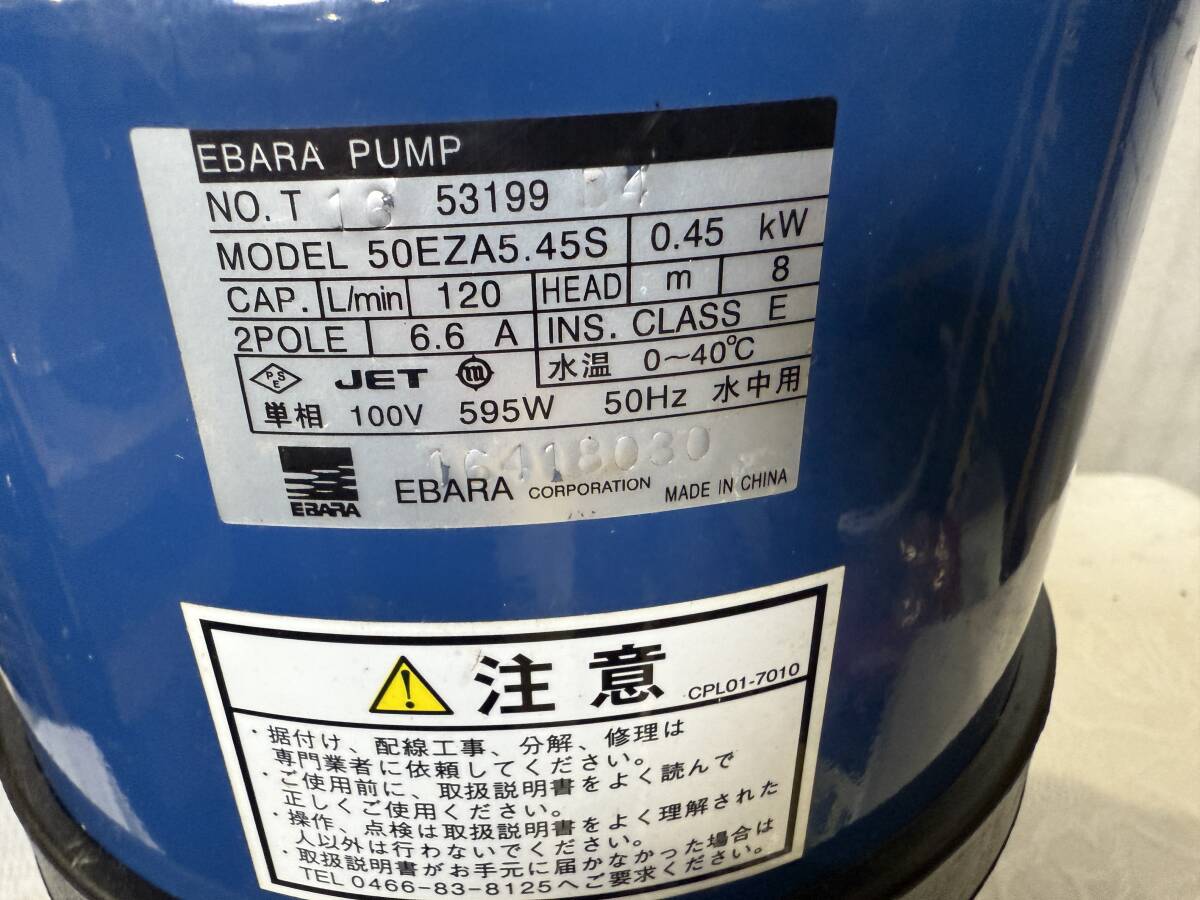 EBARA PUMP
NO. T 13 53199 04
MODEL 50EZA5.45S 0.45 kW
CAP. L/min 120 HEAD m 8
2POLE 6.6 A INS. CLASS E
水温 0〜40℃
PSE JET
単相 100V 595W 50Hz 水中用
16418030
EBARA
EBARA CORPORATION MADE IN CHINA
注意 CPL01-7010
・据付け、配線工事、分解、修理は
専門業者に依頼してください。
・ご使用前に、取扱説明書をよく読んで
正しくご使用ください。
・操作、点検は取扱説明書をよく理解された
人以外は行わないでください。
・取扱説明書がお手元に届かなかった場合は
TEL0466-83-8125へご要求ください。